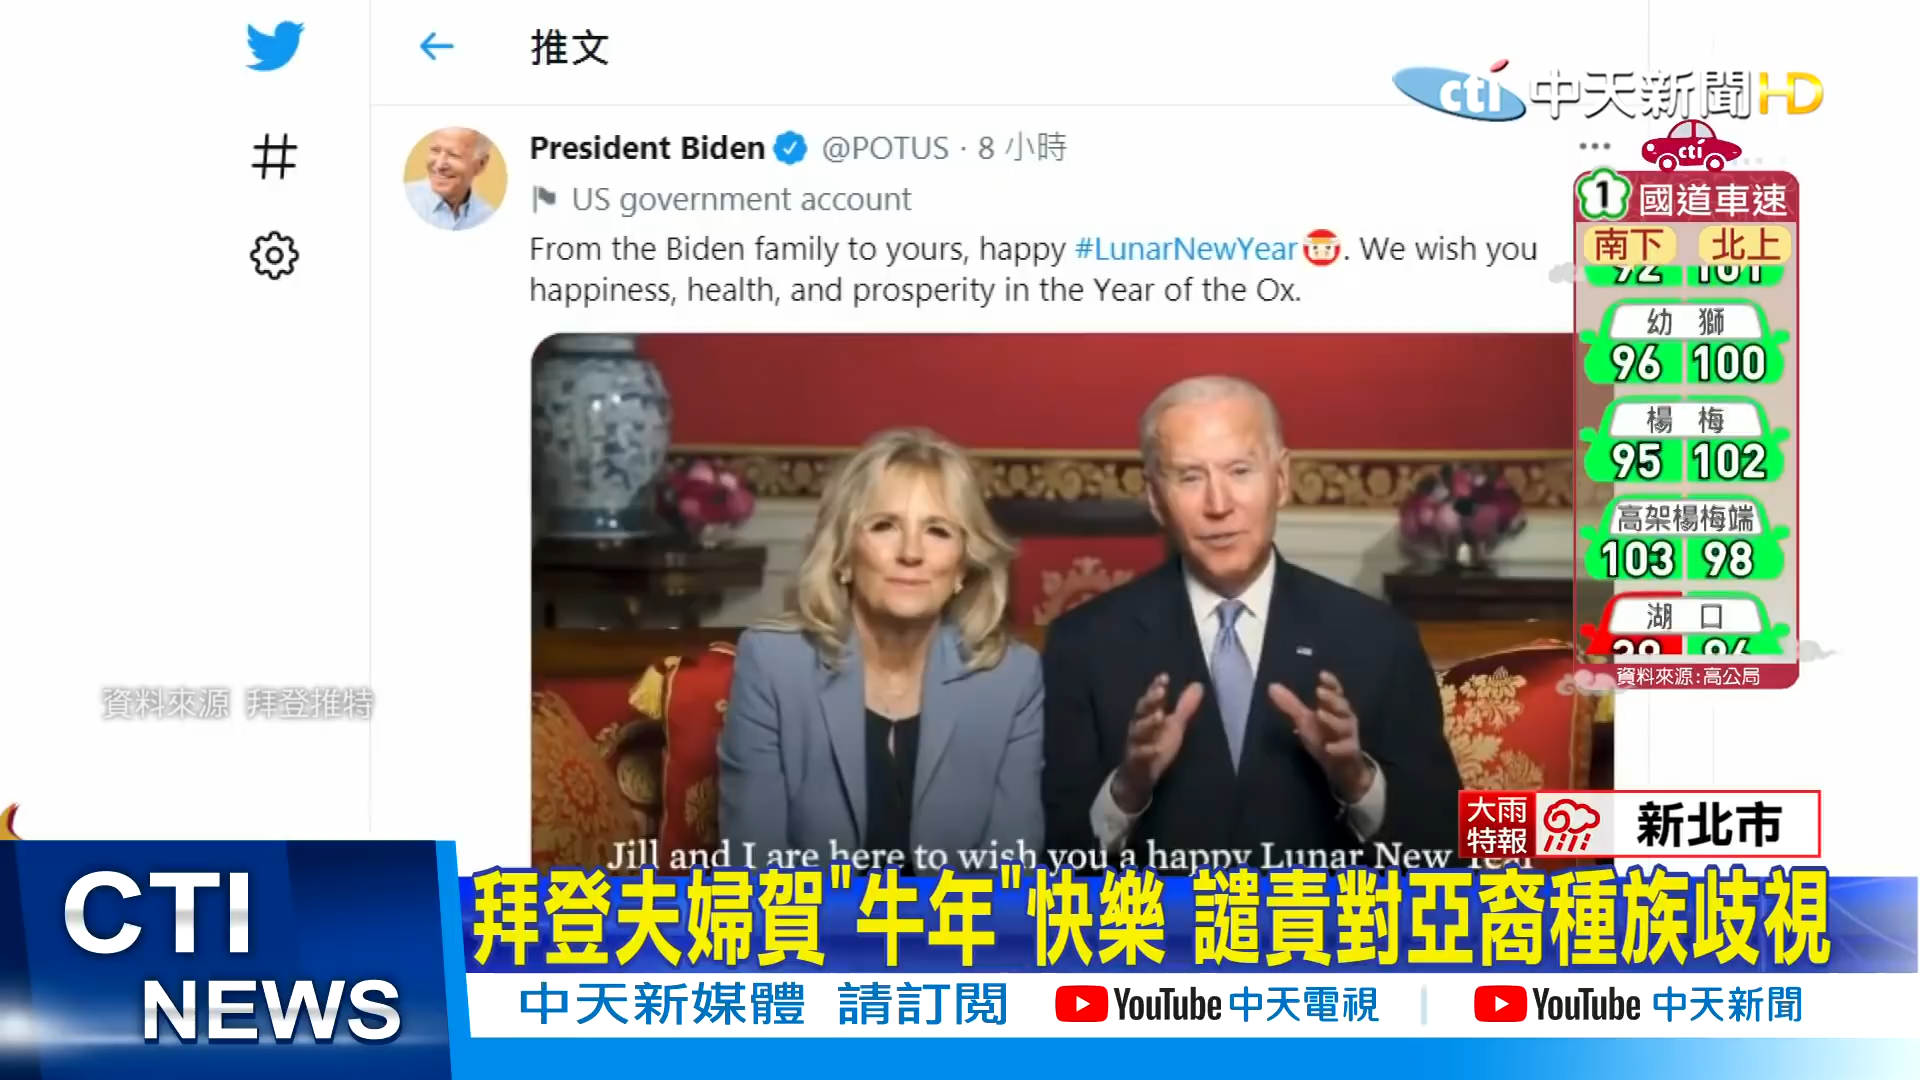 推文
cti 中天新聞HD
President Biden @POTUS · 8 小時
US government account
From the Biden family to yours, happy #LunarNewYear. We wish you
happiness, health, and prosperity in the Year of the Ox.
cti
1 國道車速
南下 北上
92 101
幼獅
96 100
楊梅
95 102
高架楊梅端
103 98
湖口
96
資料來源:高公局
資料來源 拜登推特
Jill and I are here to wish you a happy Lunar New Year
大雨
特報
新北市
CTI
NEWS
拜登夫婦賀"牛年"快樂 譴責對亞裔種族歧視
中天新媒體 請訂閱 YouTube 中天電視 | YouTube 中天新聞